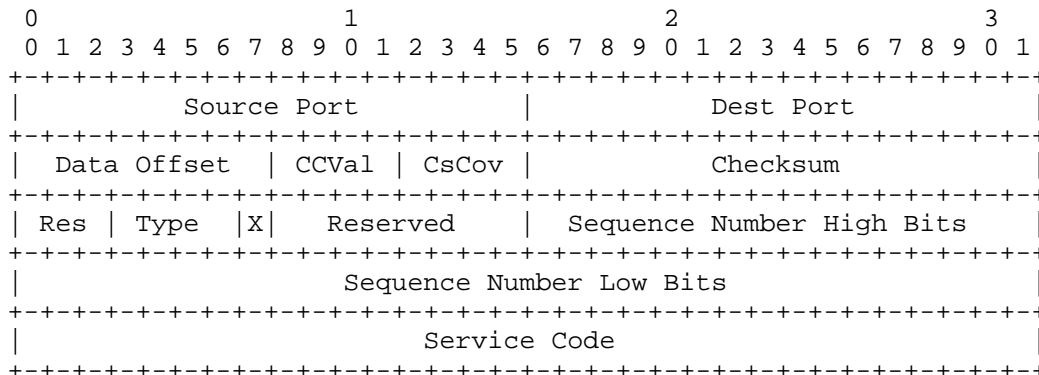 0                   1                   2                   3
 0 1 2 3 4 5 6 7 8 9 0 1 2 3 4 5 6 7 8 9 0 1 2 3 4 5 6 7 8 9 0 1
+-+-+-+-+-+-+-+-+-+-+-+-+-+-+-+-+-+-+-+-+-+-+-+-+-+-+-+-+-+-+-+-+
|          Source Port          |           Dest Port           |
+-+-+-+-+-+-+-+-+-+-+-+-+-+-+-+-+-+-+-+-+-+-+-+-+-+-+-+-+-+-+-+-+
|  Data Offset  | CCVal | CsCov |           Checksum            |
+-+-+-+-+-+-+-+-+-+-+-+-+-+-+-+-+-+-+-+-+-+-+-+-+-+-+-+-+-+-+-+-+
| Res | Type  |X|   Reserved    |  Sequence Number High Bits    |
+-+-+-+-+-+-+-+-+-+-+-+-+-+-+-+-+-+-+-+-+-+-+-+-+-+-+-+-+-+-+-+-+
|                    Sequence Number Low Bits                   |
+-+-+-+-+-+-+-+-+-+-+-+-+-+-+-+-+-+-+-+-+-+-+-+-+-+-+-+-+-+-+-+-+
|                         Service Code                          |
+-+-+-+-+-+-+-+-+-+-+-+-+-+-+-+-+-+-+-+-+-+-+-+-+-+-+-+-+-+-+-+-+